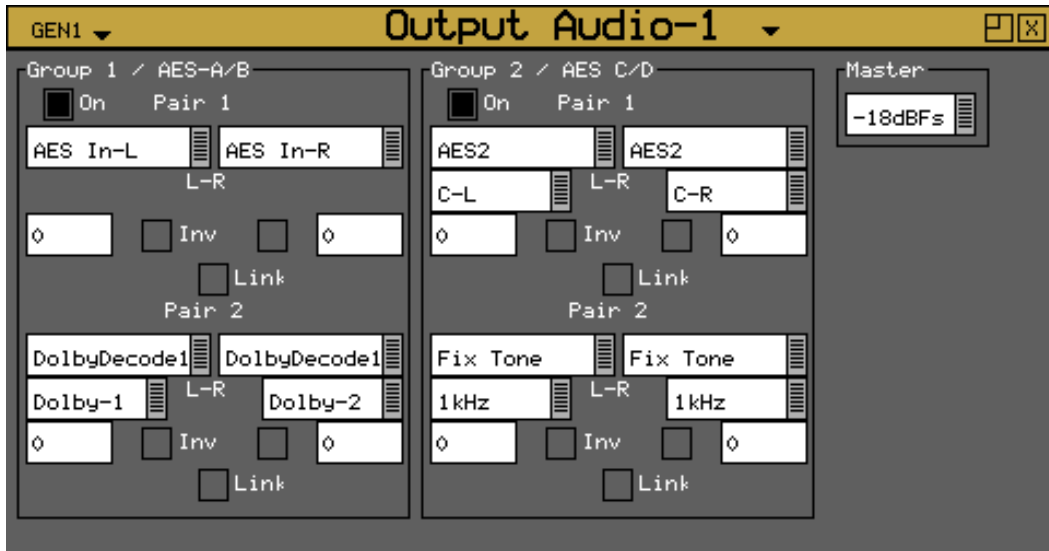 GEN1 Output Audio-1
Group 1 / AES-A/B
On Pair 1
AES In-L AES In-R
L-R
0 Inv 0
Link
Pair 2
DolbyDecode1 DolbyDecode1
Dolby-1 L-R Dolby-2
0 Inv 0
Link
Group 2 / AES C/D
On Pair 1
AES2 AES2
C-L L-R C-R
0 Inv 0
Link
Pair 2
Fix Tone Fix Tone
1kHz L-R 1kHz
0 Inv 0
Link
Master
-18dBFs